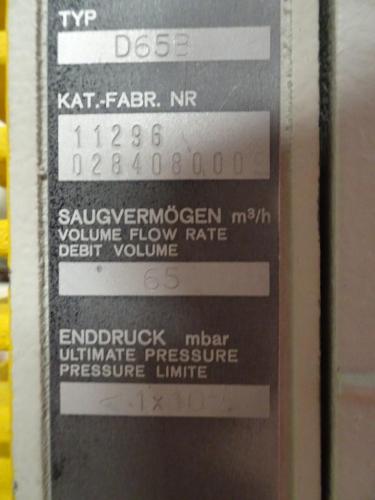 TYP
D65B
KAT.-FABR. NR
11296
0284080005
SAUGVERMÖGEN m³/h
VOLUME FLOW RATE
DEBIT VOLUME
65
ENDDRUCK mbar
ULTIMATE PRESSURE
PRESSURE LIMITE